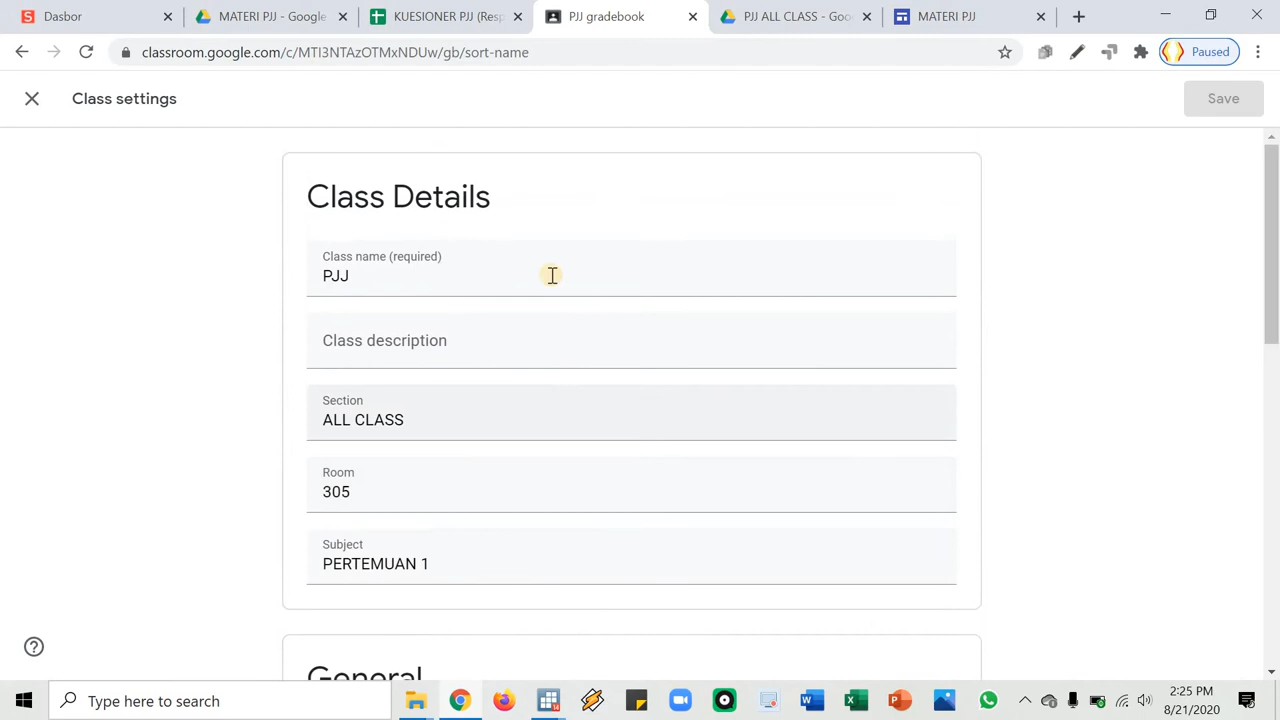 Dasbor
MATERI PJJ - Google
KUESIONER PJJ (Resp
PJJ gradebook
PJJ ALL CLASS - Goo
MATERI PJJ
classroom.google.com/c/MTI3NTAzOTMxNDUw/gb/sort-name
Paused
Class settings
Save
Class Details
Class name (required)
PJJ
Class description
Section
ALL CLASS
Room
305
Subject
PERTEMUAN 1
General
Type here to search
2:25 PM
8/21/2020